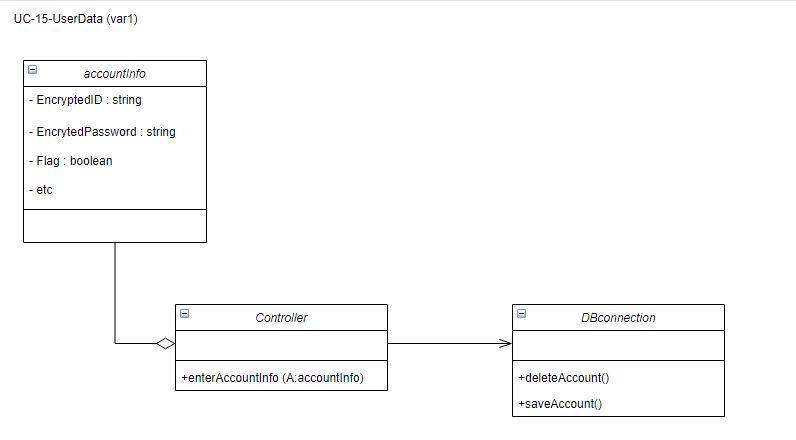 UC-15-UserData (var1)
accountInfo
- EncryptedID : string
- EncrytedPassword : string
- Flag : boolean
- etc
Controller
+enterAccountInfo (A:accountInfo)
DBconnection
+deleteAccount()
+saveAccount()